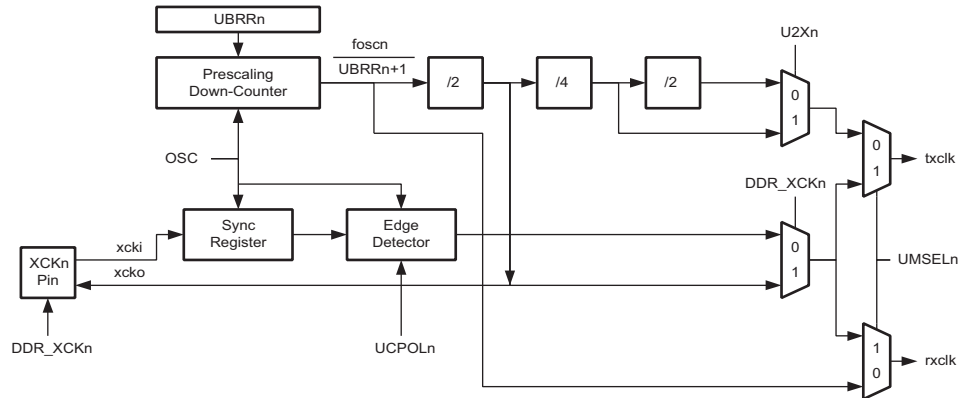 UBRRn
U2Xn
foscn
Prescaling
Down-Counter
UBRRn+1
/2
/4
/2
0
1
OSC
0
1
txclk
DDR_XCKn
Sync
Register
Edge
Detector
xcki
0
1
UMSELn
XCKn
Pin
xcko
DDR_XCKn
UCPOLn
1
0
rxclk